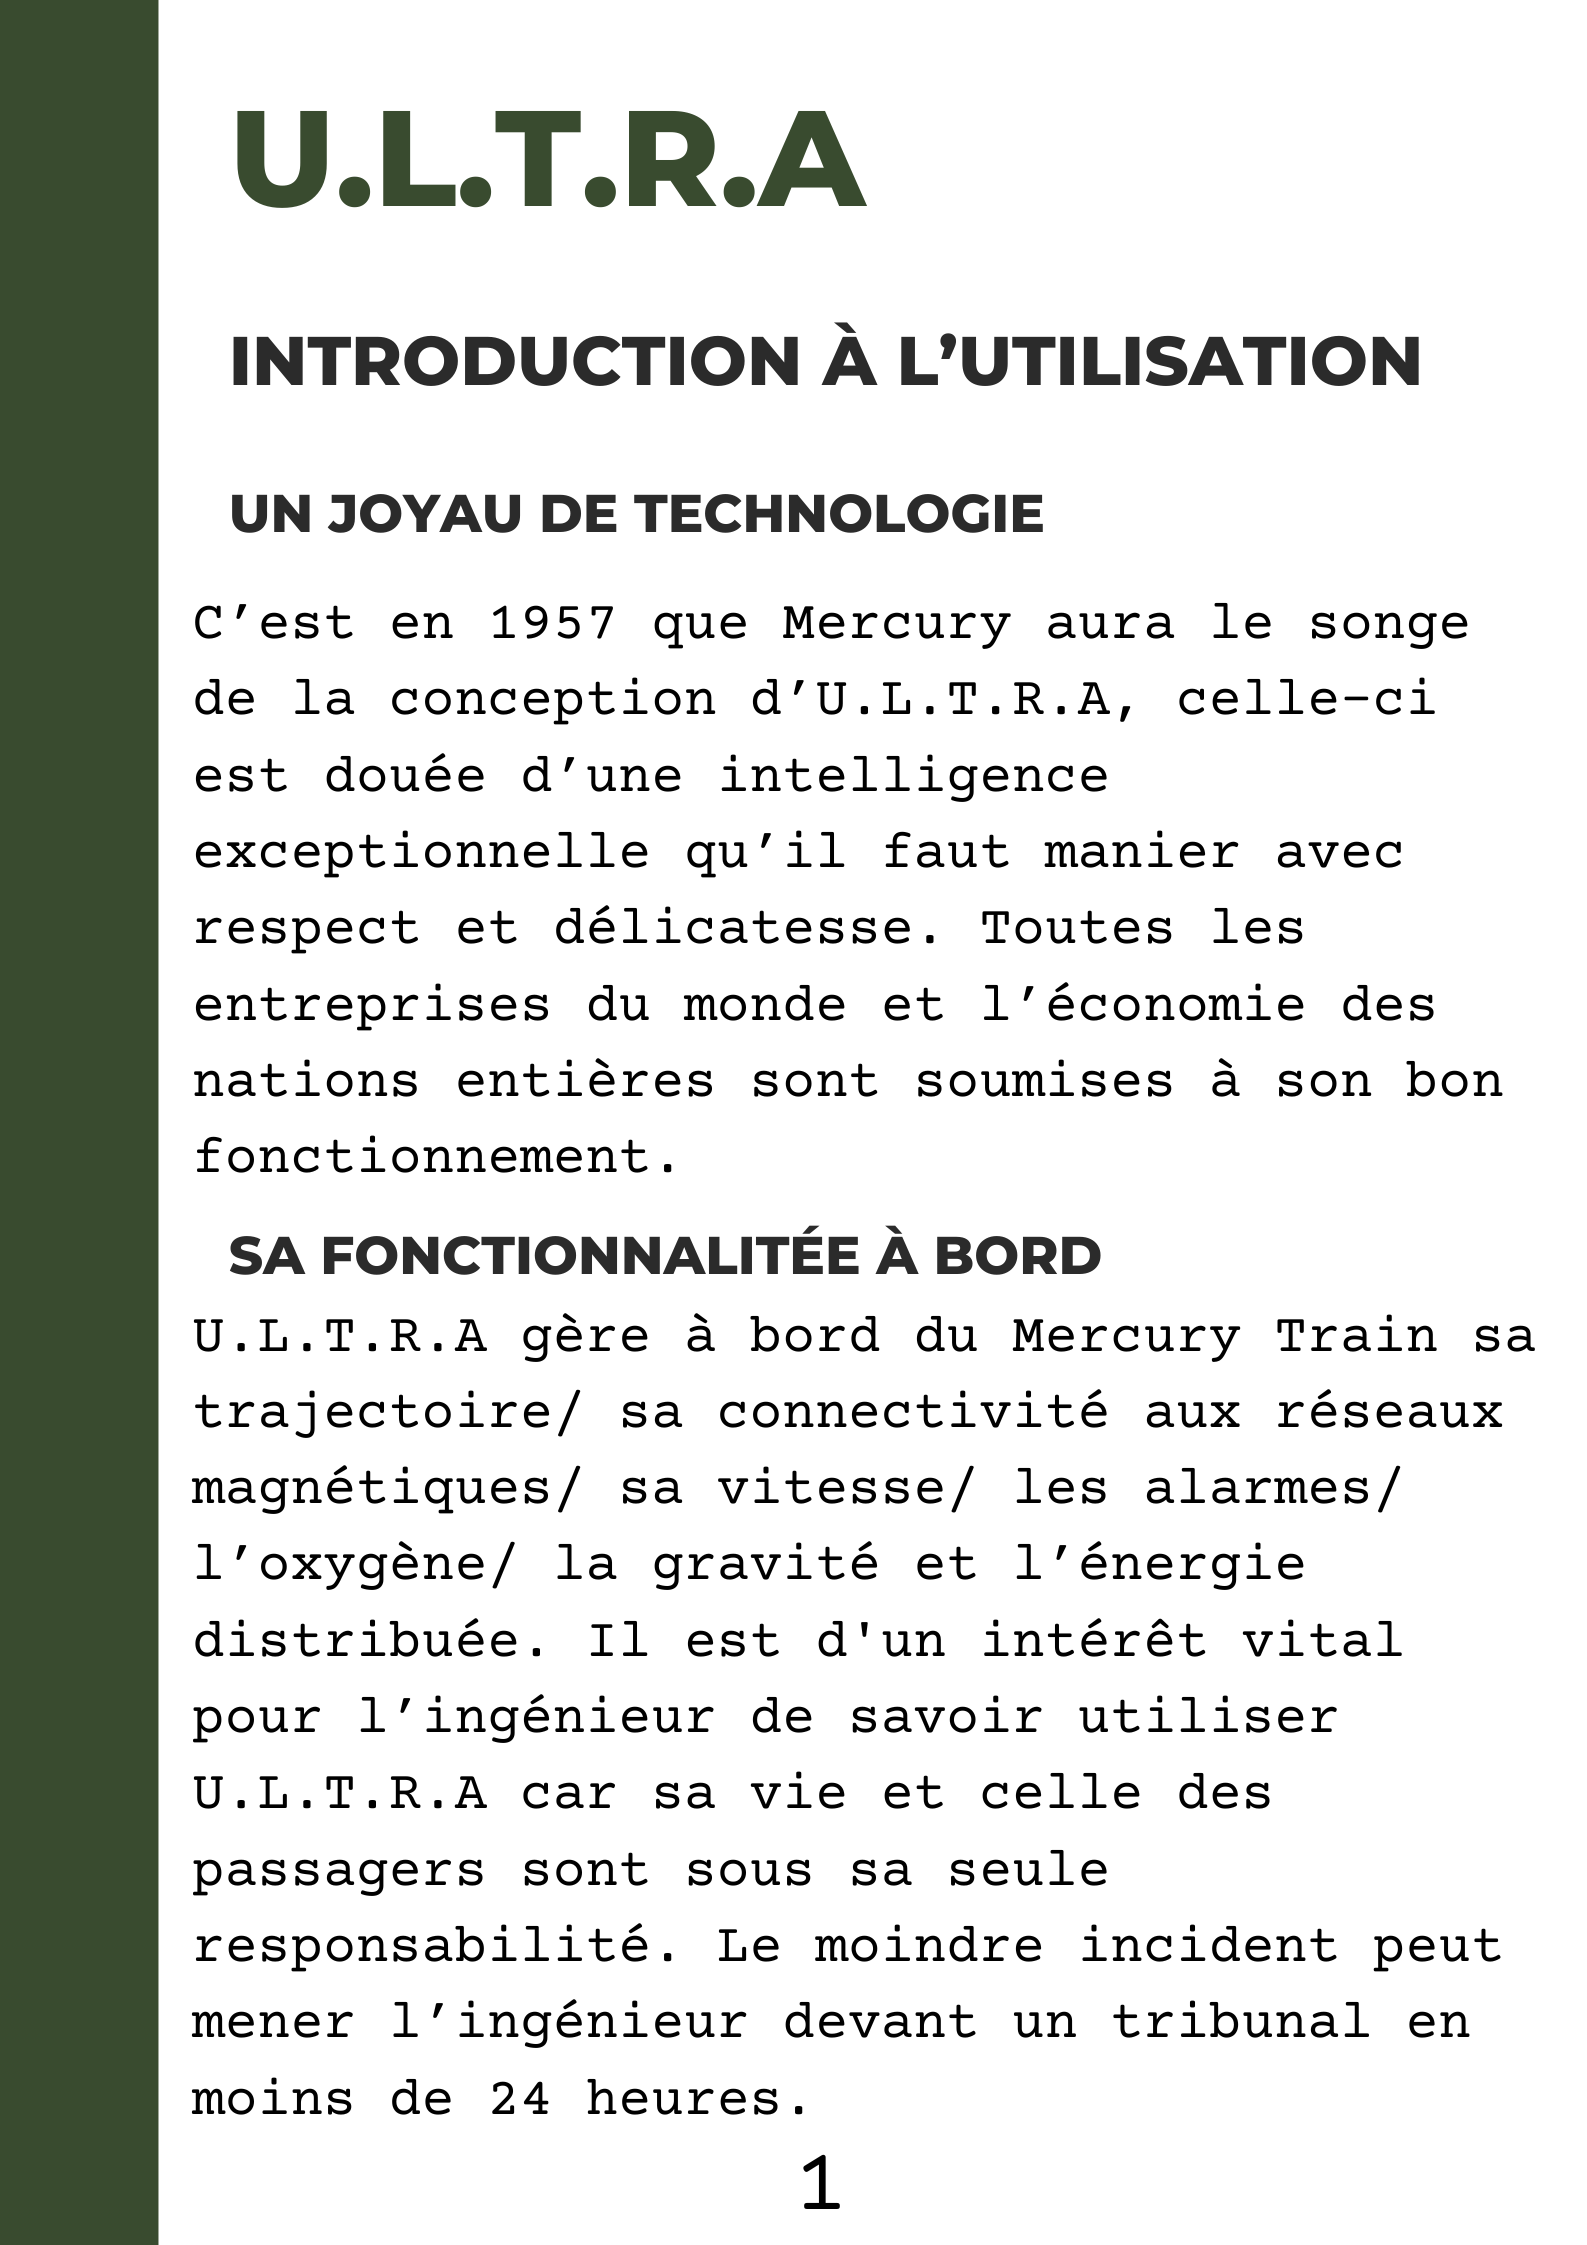 U.L.T.R.A
INTRODUCTION À L’UTILISATION
UN JOYAU DE TECHNOLOGIE
C’est en 1957 que Mercury aura le songe
de la conception d’U.L.T.R.A, celle-ci
est douée d’une intelligence
exceptionnelle qu’il faut manier avec
respect et délicatesse. Toutes les
entreprises du monde et l’économie des
nations entières sont soumises à son bon
fonctionnement.
SA FONCTIONNALITÉE À BORD
U.L.T.R.A gère à bord du Mercury Train sa
trajectoire/ sa connectivité aux réseaux
magnétiques/ sa vitesse/ les alarmes/
l’oxygène/ la gravité et l’énergie
distribuée. Il est d'un intérêt vital
pour l’ingénieur de savoir utiliser
U.L.T.R.A car sa vie et celle des
passagers sont sous sa seule
responsabilité. Le moindre incident peut
mener l’ingénieur devant un tribunal en
moins de 24 heures.
1